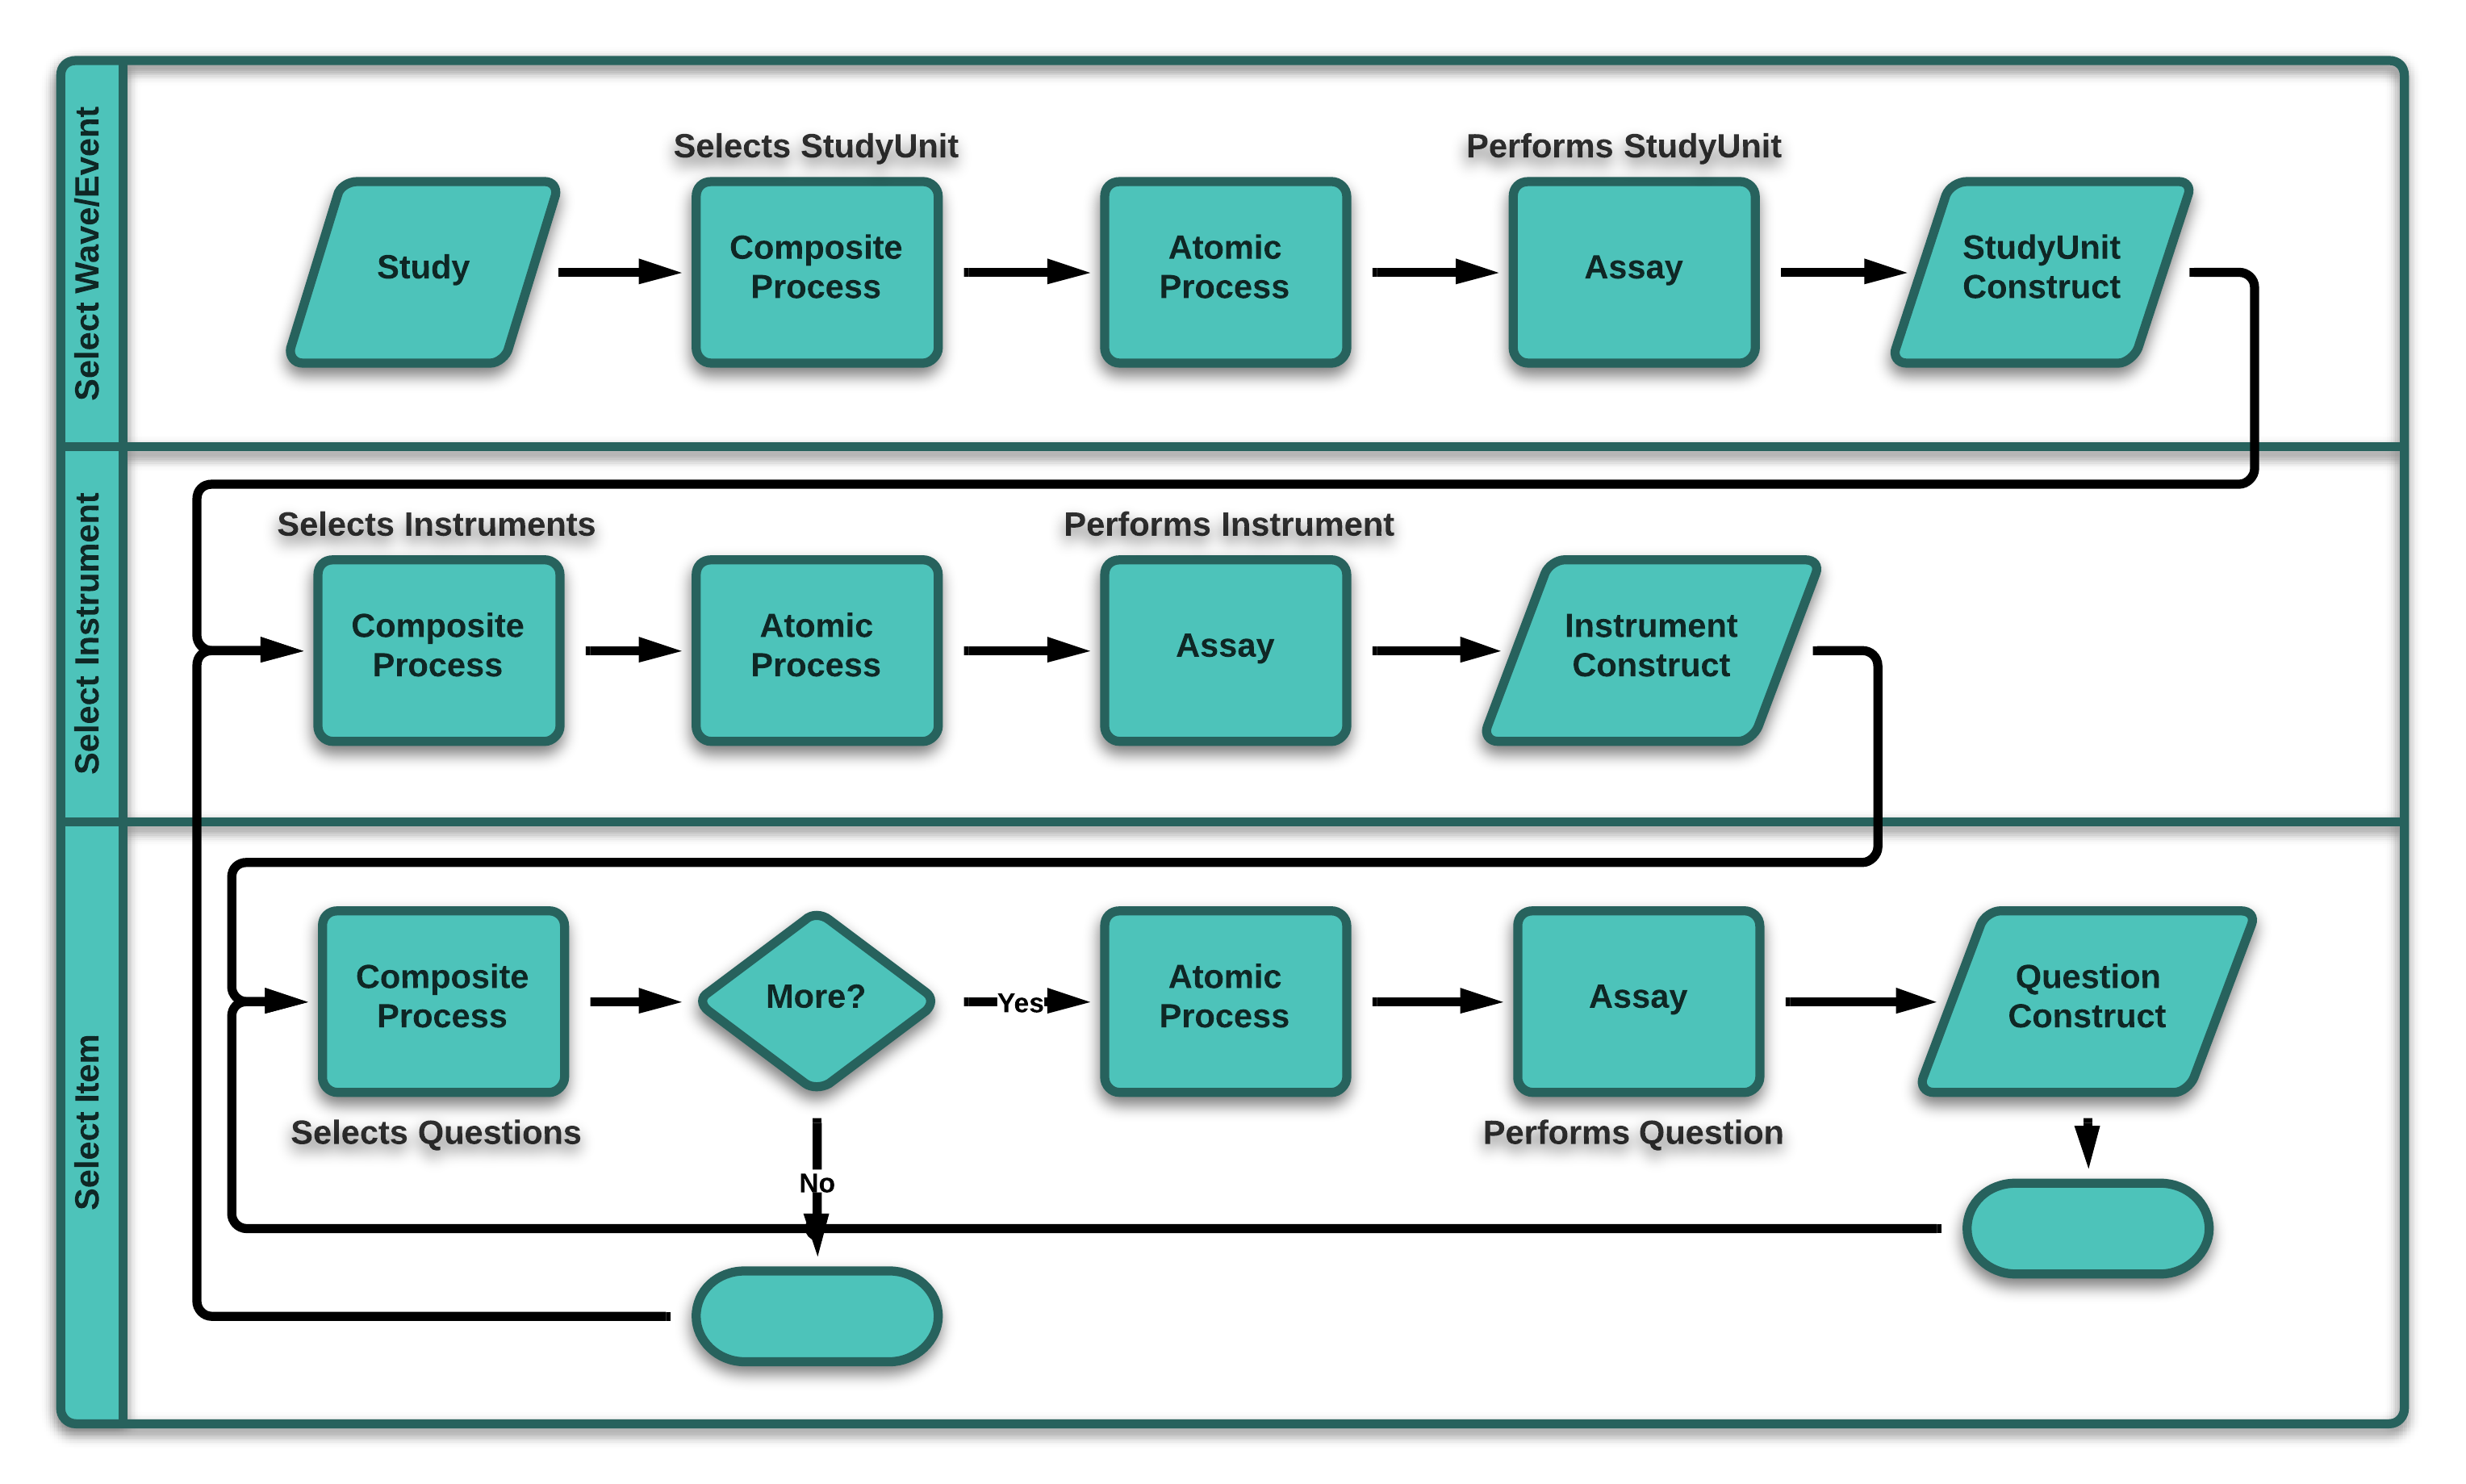 Select Wave/Event
Selects StudyUnit
Performs StudyUnit
Study
Composite
Process
Atomic
Process
Assay
StudyUnit
Construct
Select Instrument
Selects Instruments
Performs Instrument
Composite
Process
Atomic
Process
Assay
Instrument
Construct
Select Item
Composite
Process
More?
Yes
Atomic
Process
Assay
Question
Construct
Selects Questions
Performs Question
No